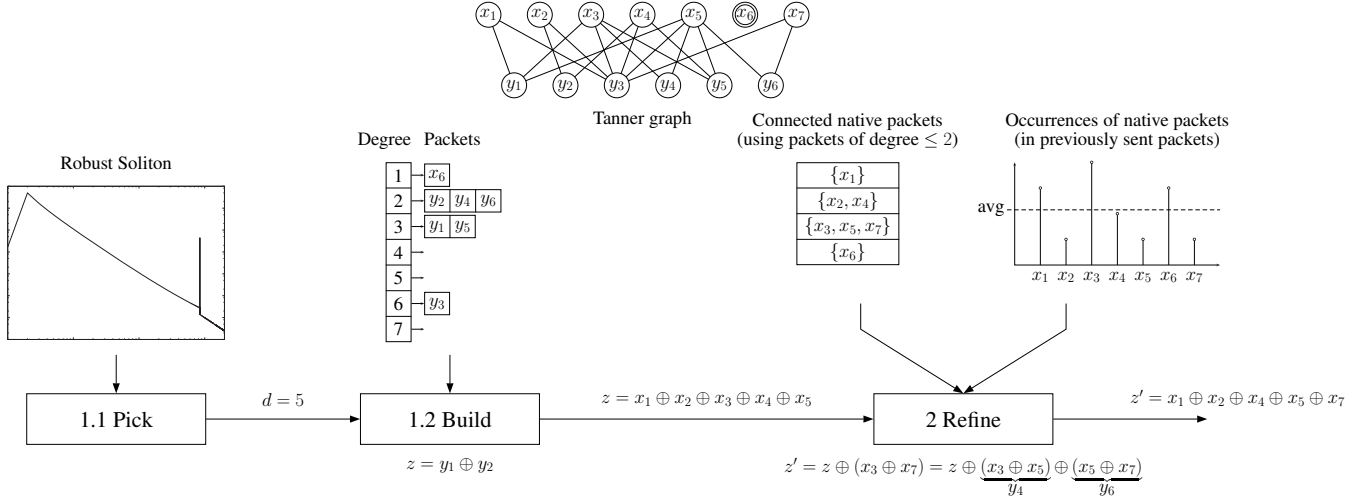 x₁ x₂ x₃ x₄ x₅ x₆ x₇
y₁ y₂ y₃ y₄ y₅ y₆
Tanner graph
Robust Soliton
Degree Packets
1 x₆
2 y₂ y₄ y₆
3 y₁ y₅
4
5
6 y₃
7
Connected native packets
(using packets of degree ≤ 2)
{x₁}
{x₂, x₄}
{x₃, x₅, x₇}
{x₆}
Occurrences of native packets
(in previously sent packets)
avg
x₁ x₂ x₃ x₄ x₅ x₆ x₇
1.1 Pick
d = 5
1.2 Build
z = y₁ ⊕ y₂
z = x₁ ⊕ x₂ ⊕ x₃ ⊕ x₄ ⊕ x₅
2 Refine
z′ = x₁ ⊕ x₂ ⊕ x₄ ⊕ x₅ ⊕ x₇
z′ = z ⊕ (x₃ ⊕ x₇) = z ⊕ (x₃ ⊕ x₅) ⊕ (x₅ ⊕ x₇)
y₄ y₆